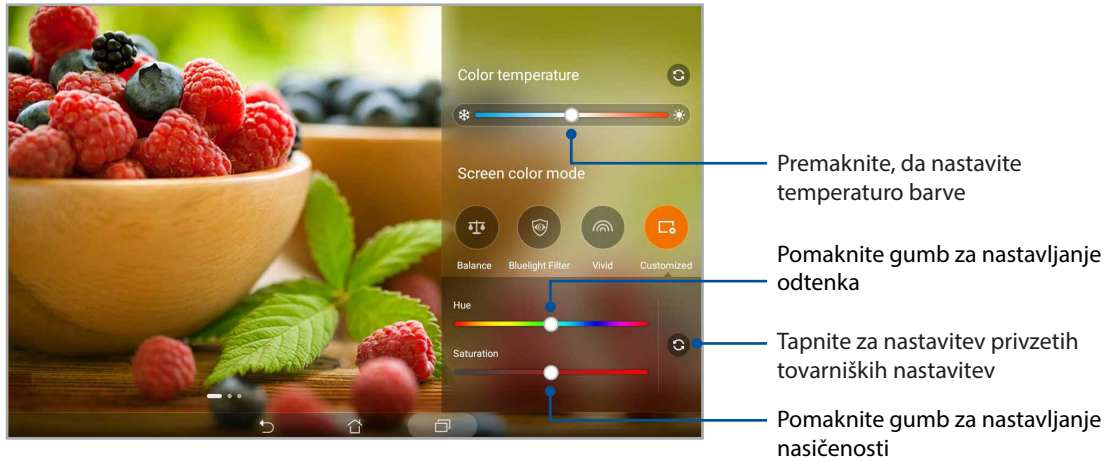 Color temperature
Screen color mode
Balance
Bluelight Filter
Vivid
Customized
Hue
Saturation
Premaknite, da nastavite
temperaturo barve
Pomaknite gumb za nastavljanje
odtenka
Tapnite za nastavitev privzetih
tovarniških nastavitev
Pomaknite gumb za nastavljanje
nasičenosti